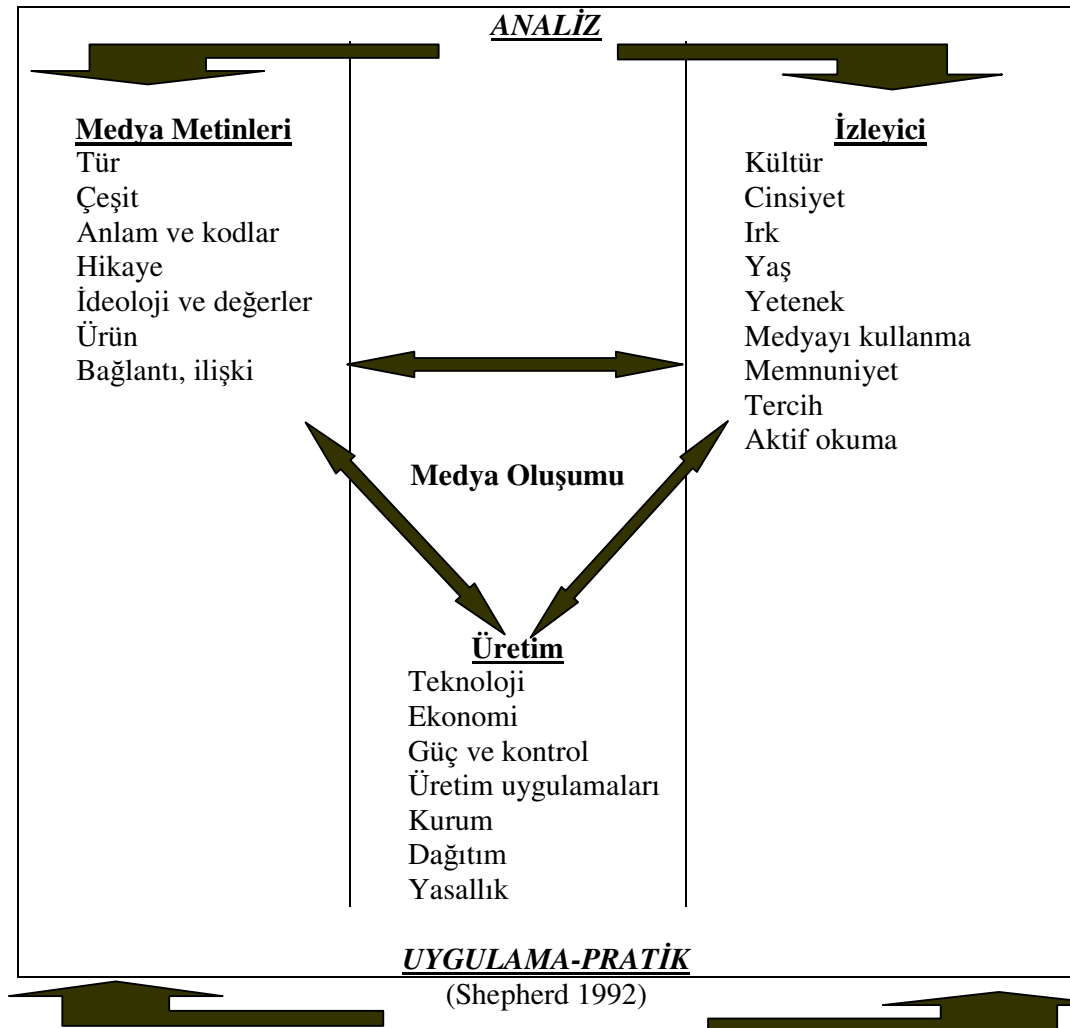 ANALİZ
Medya Metinleri
Tür
Çeşit
Anlam ve kodlar
Hikaye
İdeoloji ve değerler
Ürün
Bağlantı, ilişki
İzleyici
Kültür
Cinsiyet
Irk
Yaş
Yetenek
Medyayı kullanma
Memnuniyet
Tercih
Aktif okuma
Medya Oluşumu
Üretim
Teknoloji
Ekonomi
Güç ve kontrol
Üretim uygulamaları
Kurum
Dağıtım
Yasallık
UYGULAMA-PRATİK
(Shepherd 1992)